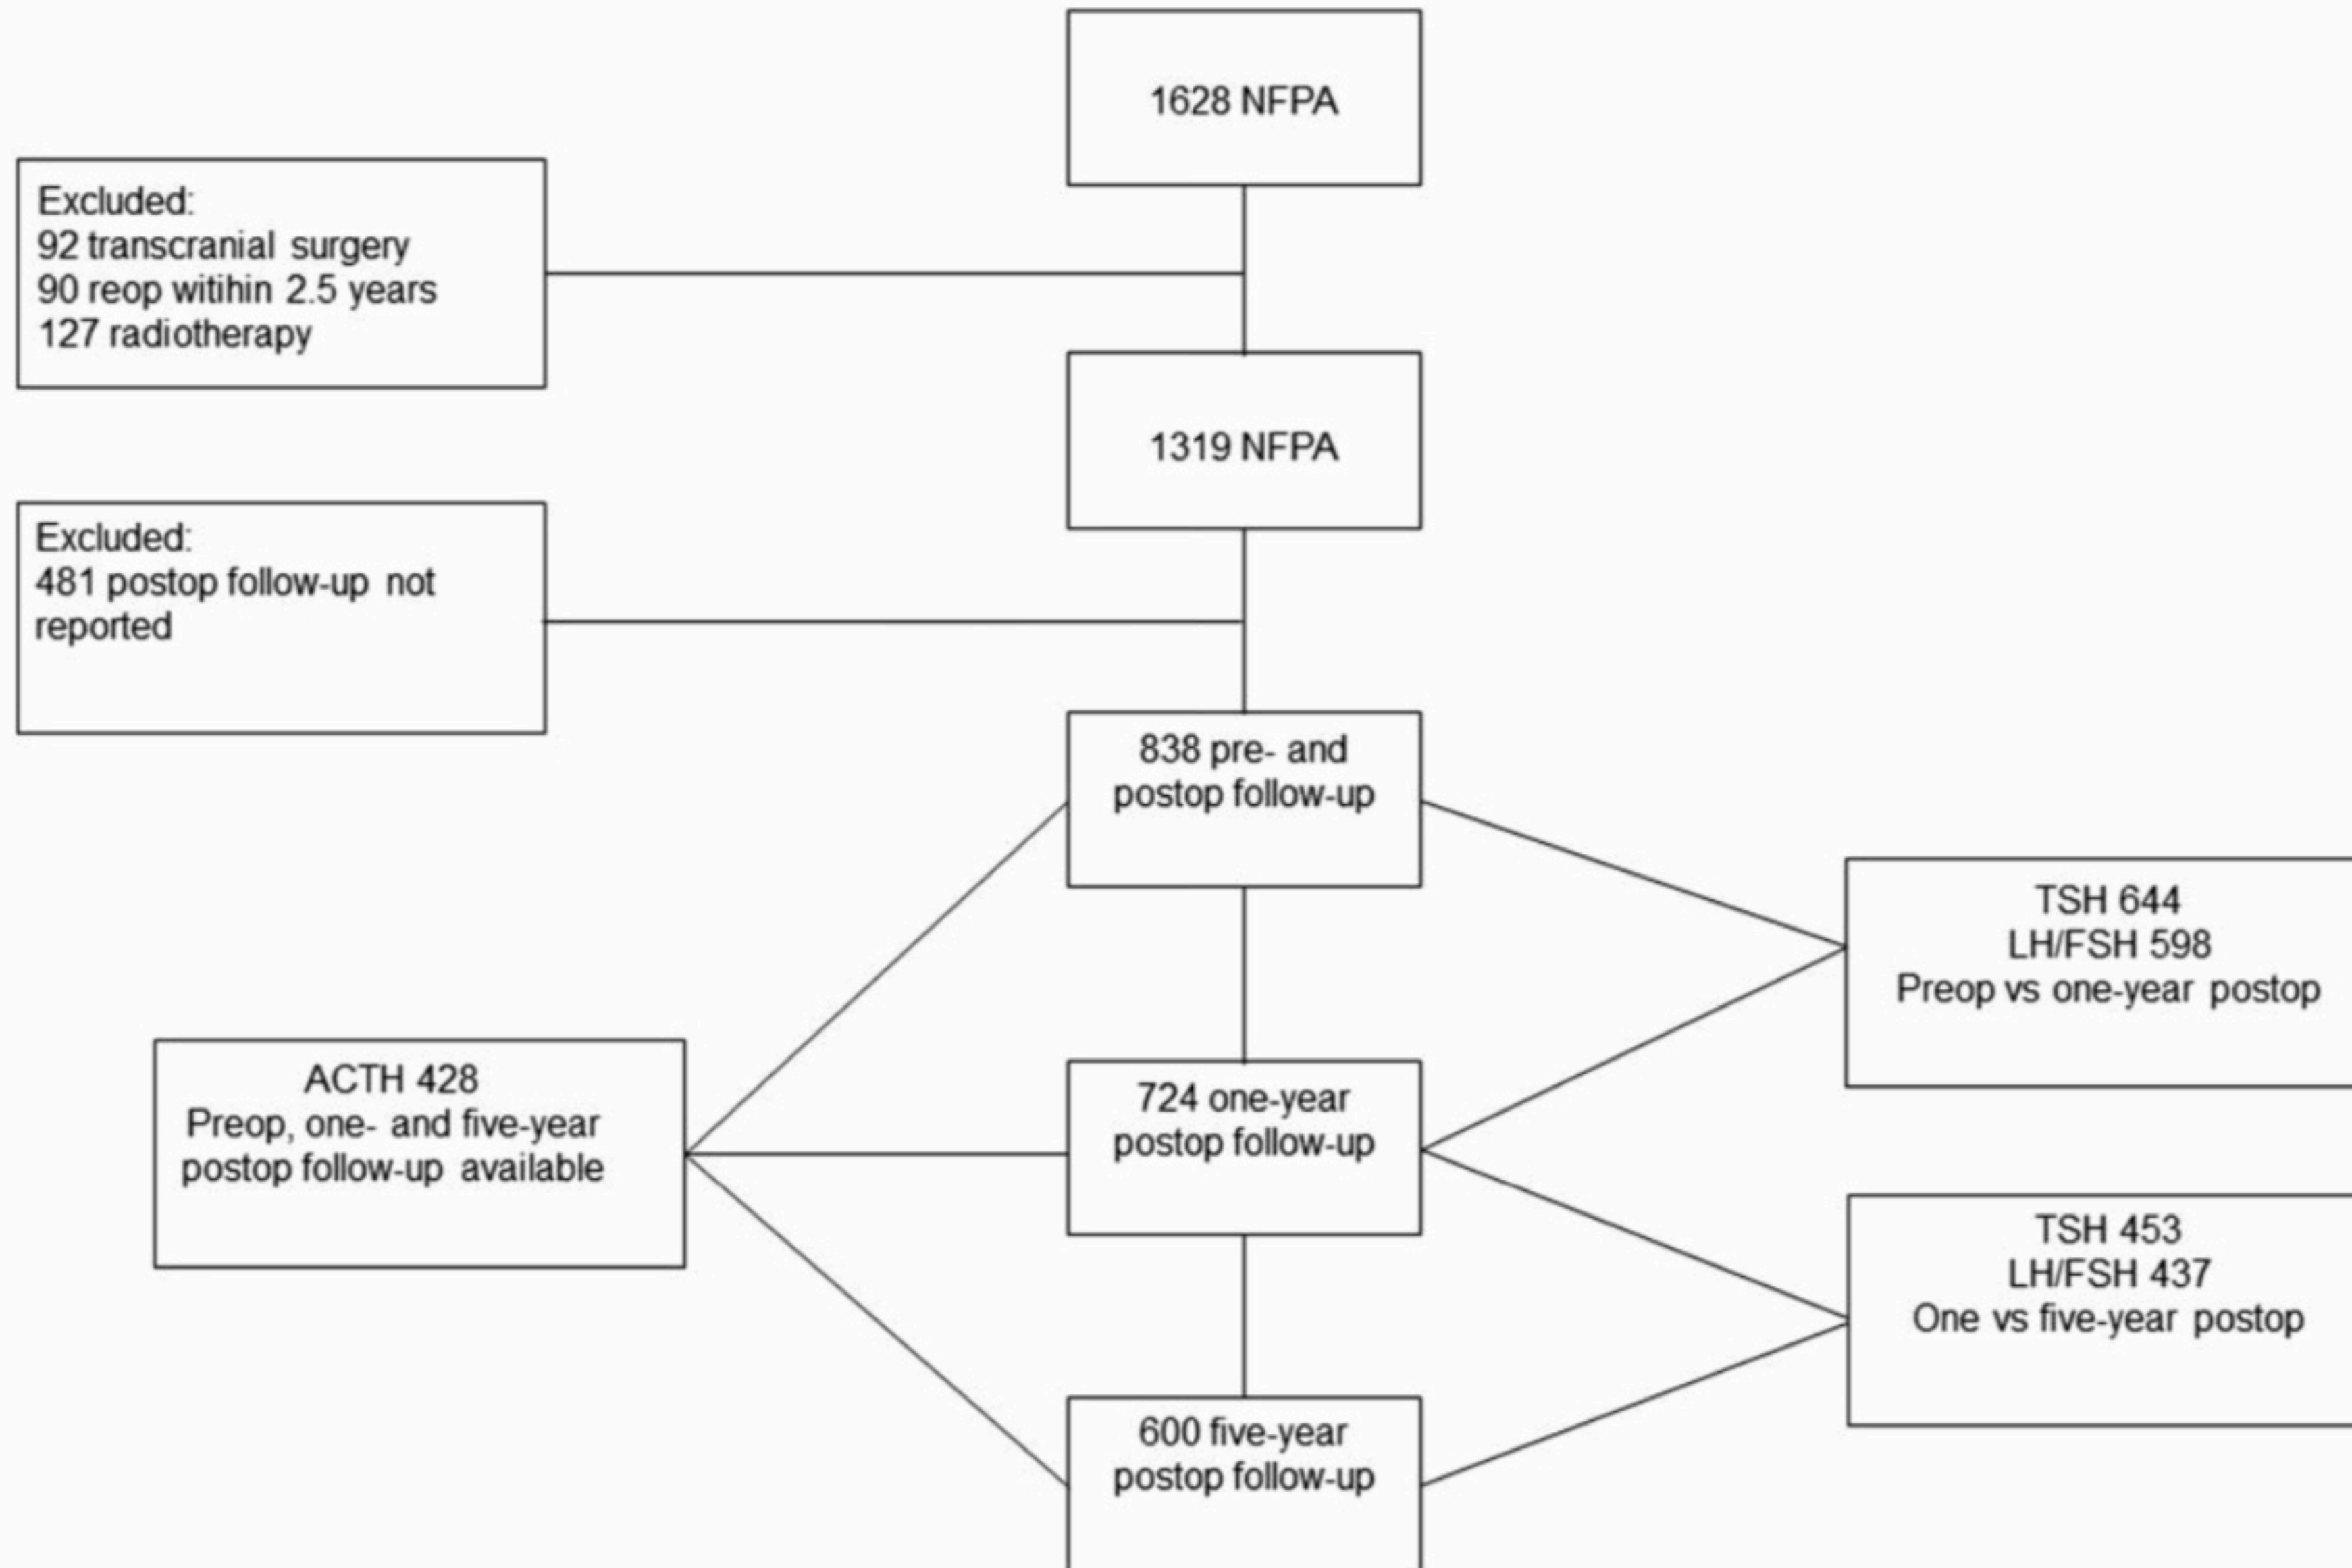 1628 NFPA
Excluded:
92 transcranial surgery
90 reop witihin 2.5 years
127 radiotherapy
1319 NFPA
Excluded:
481 postop follow-up not
reported
838 pre- and
postop follow-up
TSH 644
LH/FSH 598
Preop vs one-year postop
ACTH 428
Preop, one- and five-year
postop follow-up available
724 one-year
postop follow-up
TSH 453
LH/FSH 437
One vs five-year postop
600 five-year
postop follow-up